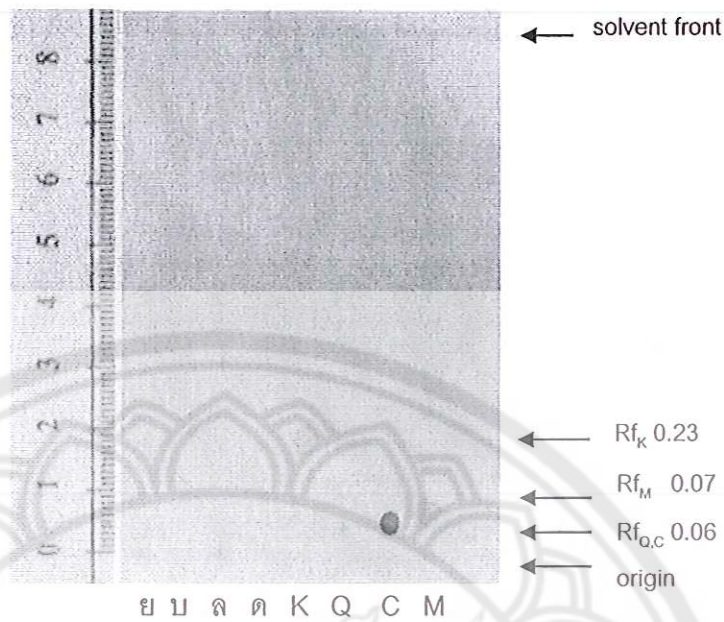 solvent front
8
7
6
5
4
3
2
1
0
Rf_K 0.23
Rf_M 0.07
Rf_Q,C 0.06
origin
ย บ ล ด K Q C M